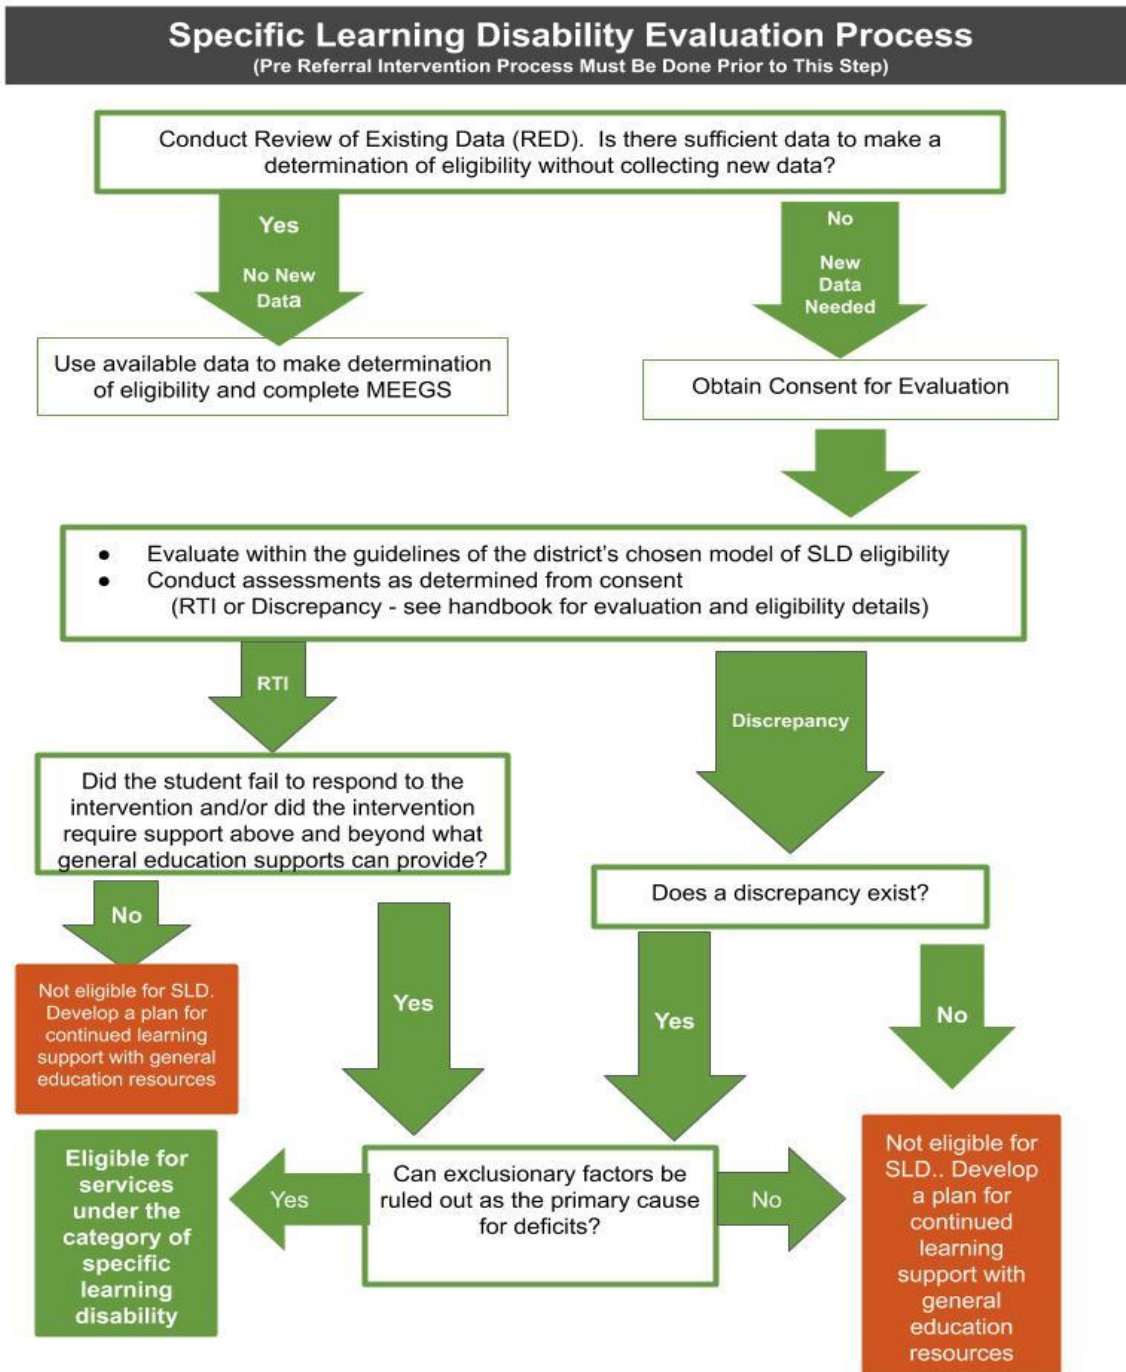 Specific Learning Disability Evaluation Process
(Pre Referral Intervention Process Must Be Done Prior to This Step)
Conduct Review of Existing Data (RED). Is there sufficient data to make a
determination of eligibility without collecting new data?
Yes
No New
Data
No
New
Data
Needed
Use available data to make determination
of eligibility and complete MEEGS
Obtain Consent for Evaluation
● Evaluate within the guidelines of the district's chosen model of SLD eligibility
● Conduct assessments as determined from consent
(RTI or Discrepancy - see handbook for evaluation and eligibility details)
RTI
Discrepancy
Did the student fail to respond to the
intervention and/or did the intervention
require support above and beyond what
general education supports can provide?
Does a discrepancy exist?
No
Yes
Yes
No
Not eligible for SLD.
Develop a plan for
continued learning
support with general
education resources
Eligible for
services
under the
category of
specific
learning
disability
Yes
Can exclusionary factors be
ruled out as the primary cause
for deficits?
No
Not eligible for
SLD.. Develop
a plan for
continued
learning
support with
general
education
resources